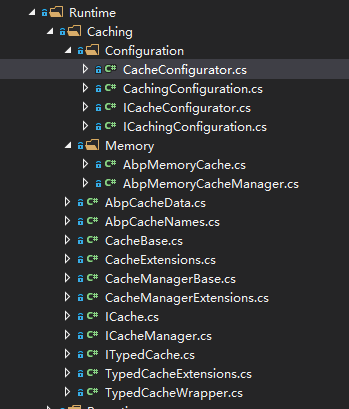 Runtime
Caching
Configuration
C# CacheConfigurator.cs
C# CachingConfiguration.cs
C# ICacheConfigurator.cs
C# ICachingConfiguration.cs
Memory
C# AbpMemoryCache.cs
C# AbpMemoryCacheManager.cs
C# AbpCacheData.cs
C# AbpCacheNames.cs
C# CacheBase.cs
C# CacheExtensions.cs
C# CacheManagerBase.cs
C# CacheManagerExtensions.cs
C# ICache.cs
C# ICacheManager.cs
C# ITypedCache.cs
C# TypedCacheExtensions.cs
C# TypedCacheWrapper.cs